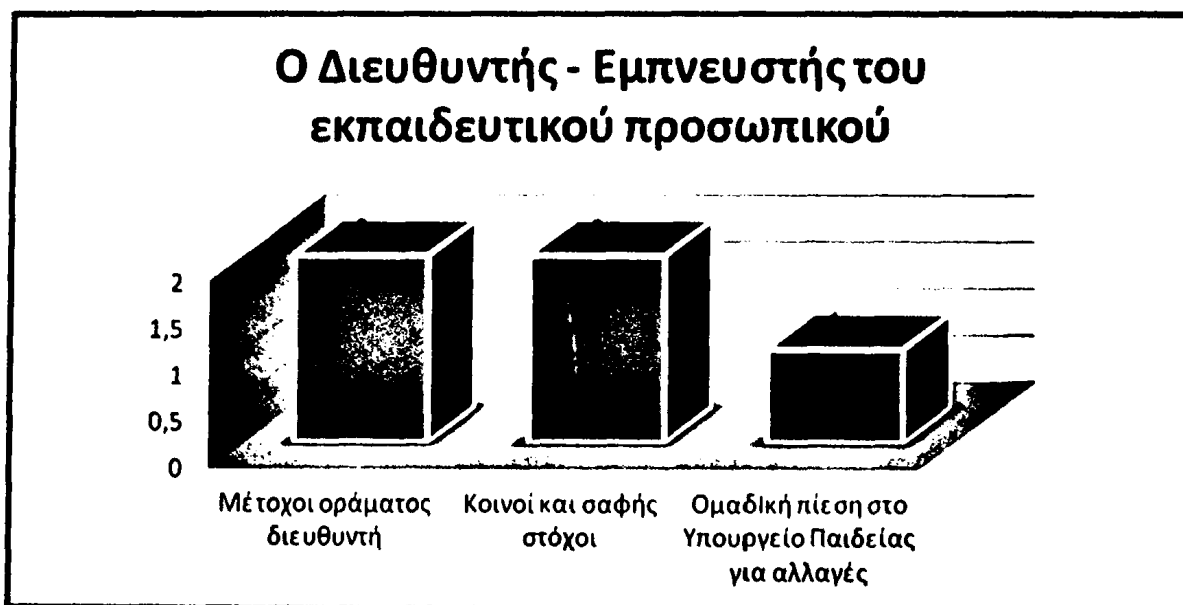 Ο Διευθυντής - Εμπνευστής του
εκπαιδευτικού προσωπικού
2
1,5
1
0,5
0
Μέτοχοι οράματος
διευθυντή
Κοινοί και σαφής
στόχοι
Ομαδική πίεση στο
Υπουργείο Παιδείας
για αλλαγές